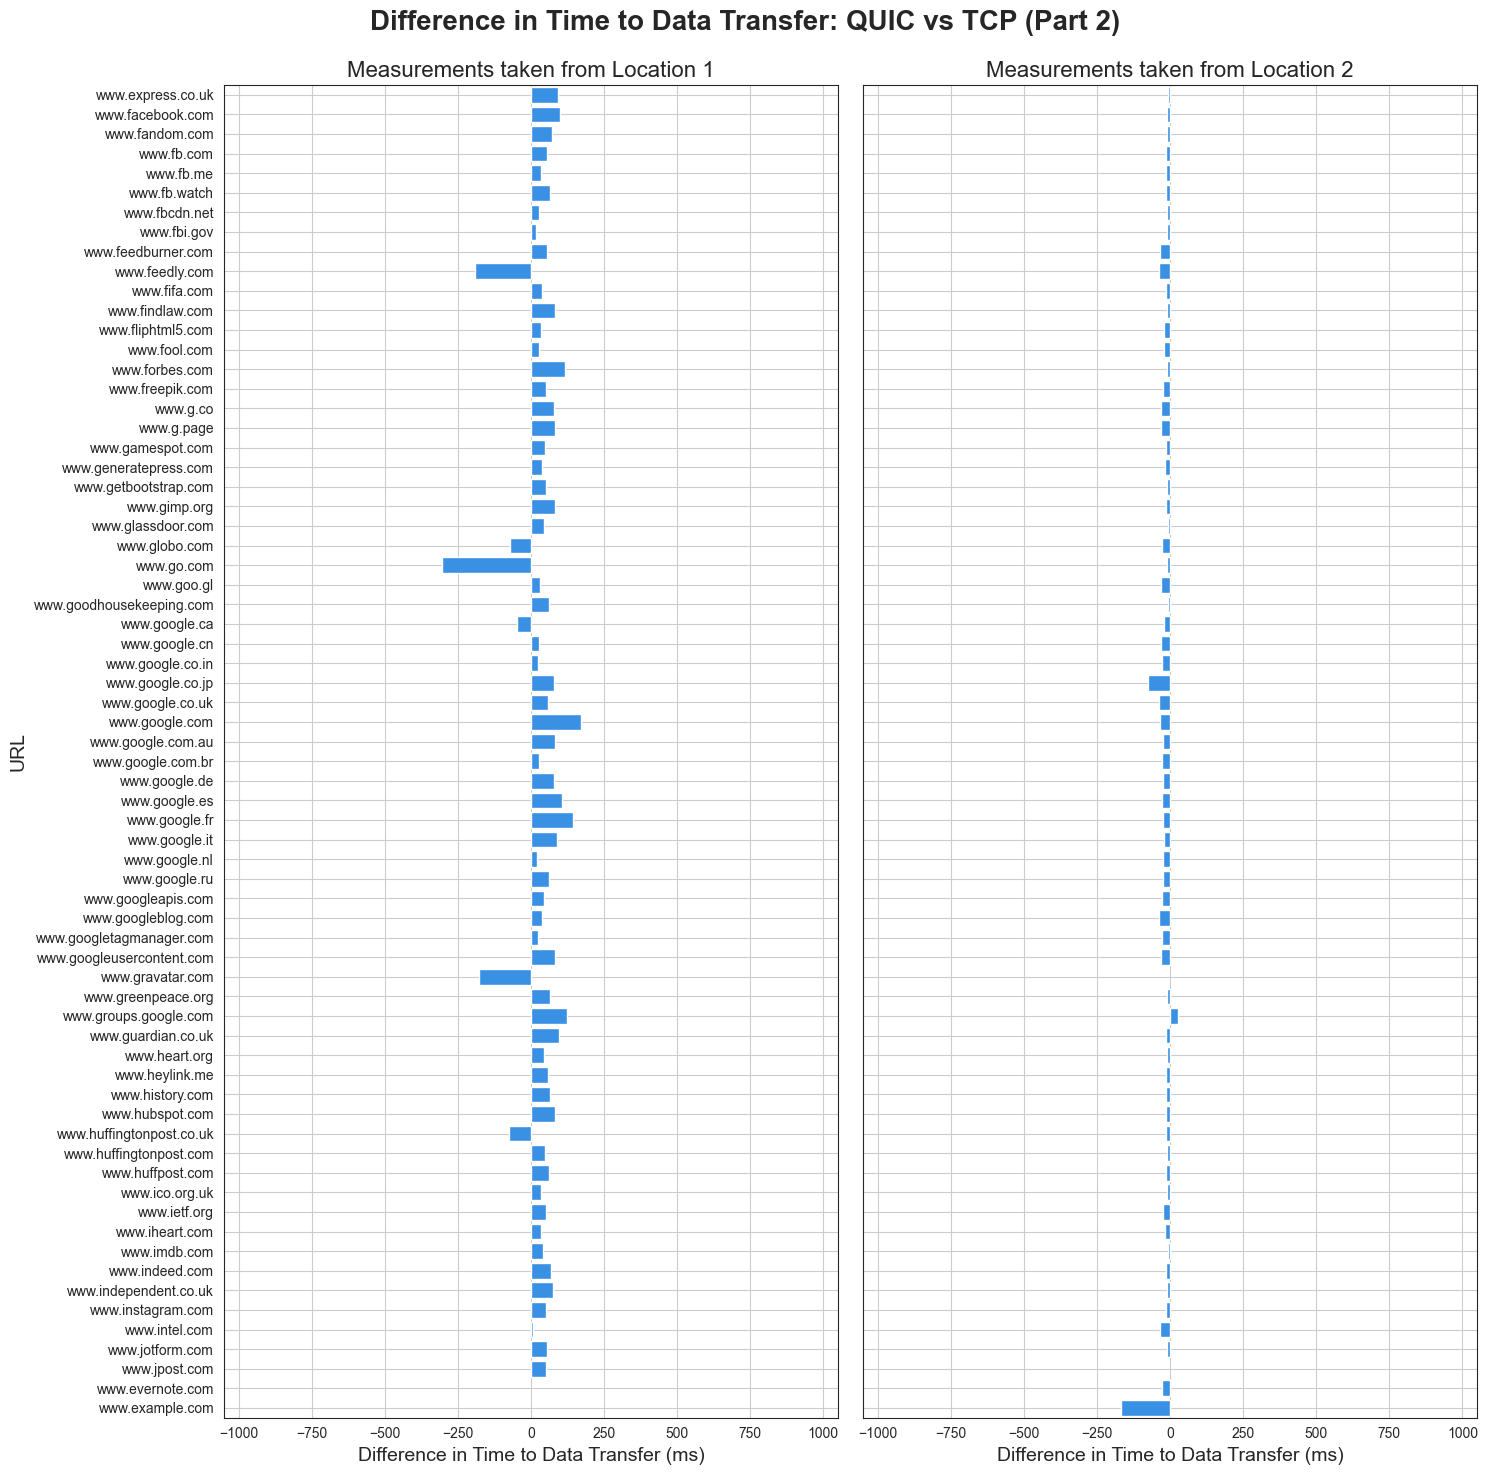 Difference in Time to Data Transfer: QUIC vs TCP (Part 2)
Measurements taken from Location 1
Measurements taken from Location 2
URL
www.express.co.uk
www.facebook.com
www.fandom.com
www.fb.com
www.fb.me
www.fb.watch
www.fbcdn.net
www.fbi.gov
www.feedburner.com
www.feedly.com
www.fifa.com
www.findlaw.com
www.fliphtml5.com
www.fool.com
www.forbes.com
www.freepik.com
www.g.co
www.g.page
www.gamespot.com
www.generatepress.com
www.getbootstrap.com
www.gimp.org
www.glassdoor.com
www.globo.com
www.go.com
www.goo.gl
www.goodhousekeeping.com
www.google.ca
www.google.cn
www.google.co.in
www.google.co.jp
www.google.co.uk
www.google.com
www.google.com.au
www.google.com.br
www.google.de
www.google.es
www.google.fr
www.google.it
www.google.nl
www.google.ru
www.googleapis.com
www.googleblog.com
www.googletagmanager.com
www.googleusercontent.com
www.gravatar.com
www.greenpeace.org
www.groups.google.com
www.guardian.co.uk
www.heart.org
www.heylink.me
www.history.com
www.hubspot.com
www.huffingtonpost.co.uk
www.huffingtonpost.com
www.huffpost.com
www.ico.org.uk
www.ietf.org
www.iheart.com
www.imdb.com
www.indeed.com
www.independent.co.uk
www.instagram.com
www.intel.com
www.jotform.com
www.jpost.com
www.evernote.com
www.example.com
−1000 −750 −500 −250 0 250 500 750 1000
−1000 −750 −500 −250 0 250 500 750 1000
Difference in Time to Data Transfer (ms)
Difference in Time to Data Transfer (ms)